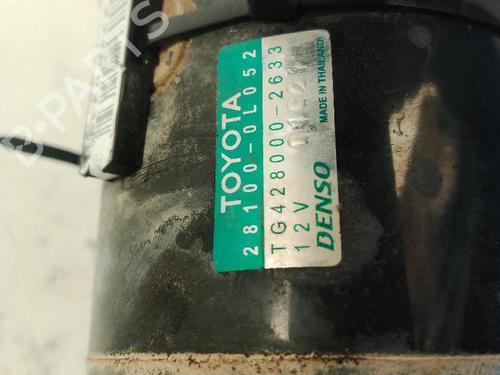 TOYOTA
28100-0L052
TG428000-2633
12V
DENSO
MADE IN THAILAND
B-PARTS